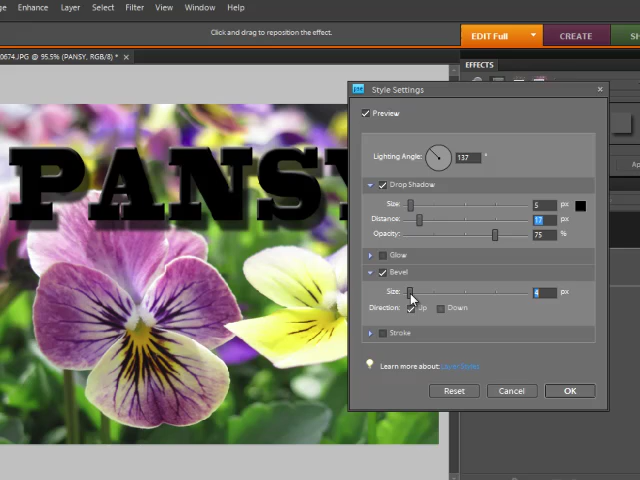 ge Enhance Layer Select Filter View Window Help
Click and drag to reposition the effect.
EDIT Full CREATE SH
0674.JPG @ 95.5% (PANSY, RGB/8) * ×
EFFECTS
Style Settings
Preview
Lighting Angle: 137 °
Drop Shadow
Size: 5 px
Distance: 17 px
Opacity: 75 %
Ap
Glow
Bevel
Size: 4 px
Direction: Up Down
Stroke
Learn more about: Layer Styles
Reset Cancel OK
PANSY